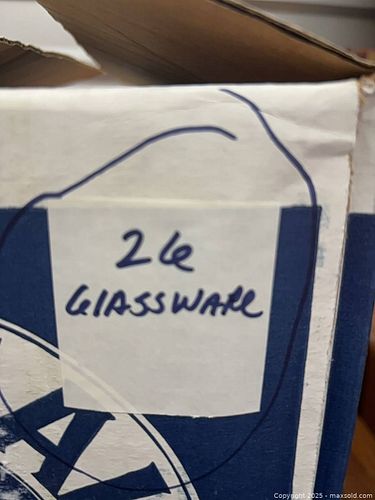 26
GLASSWARE
A
Copyright © 2025 - maxsold.com